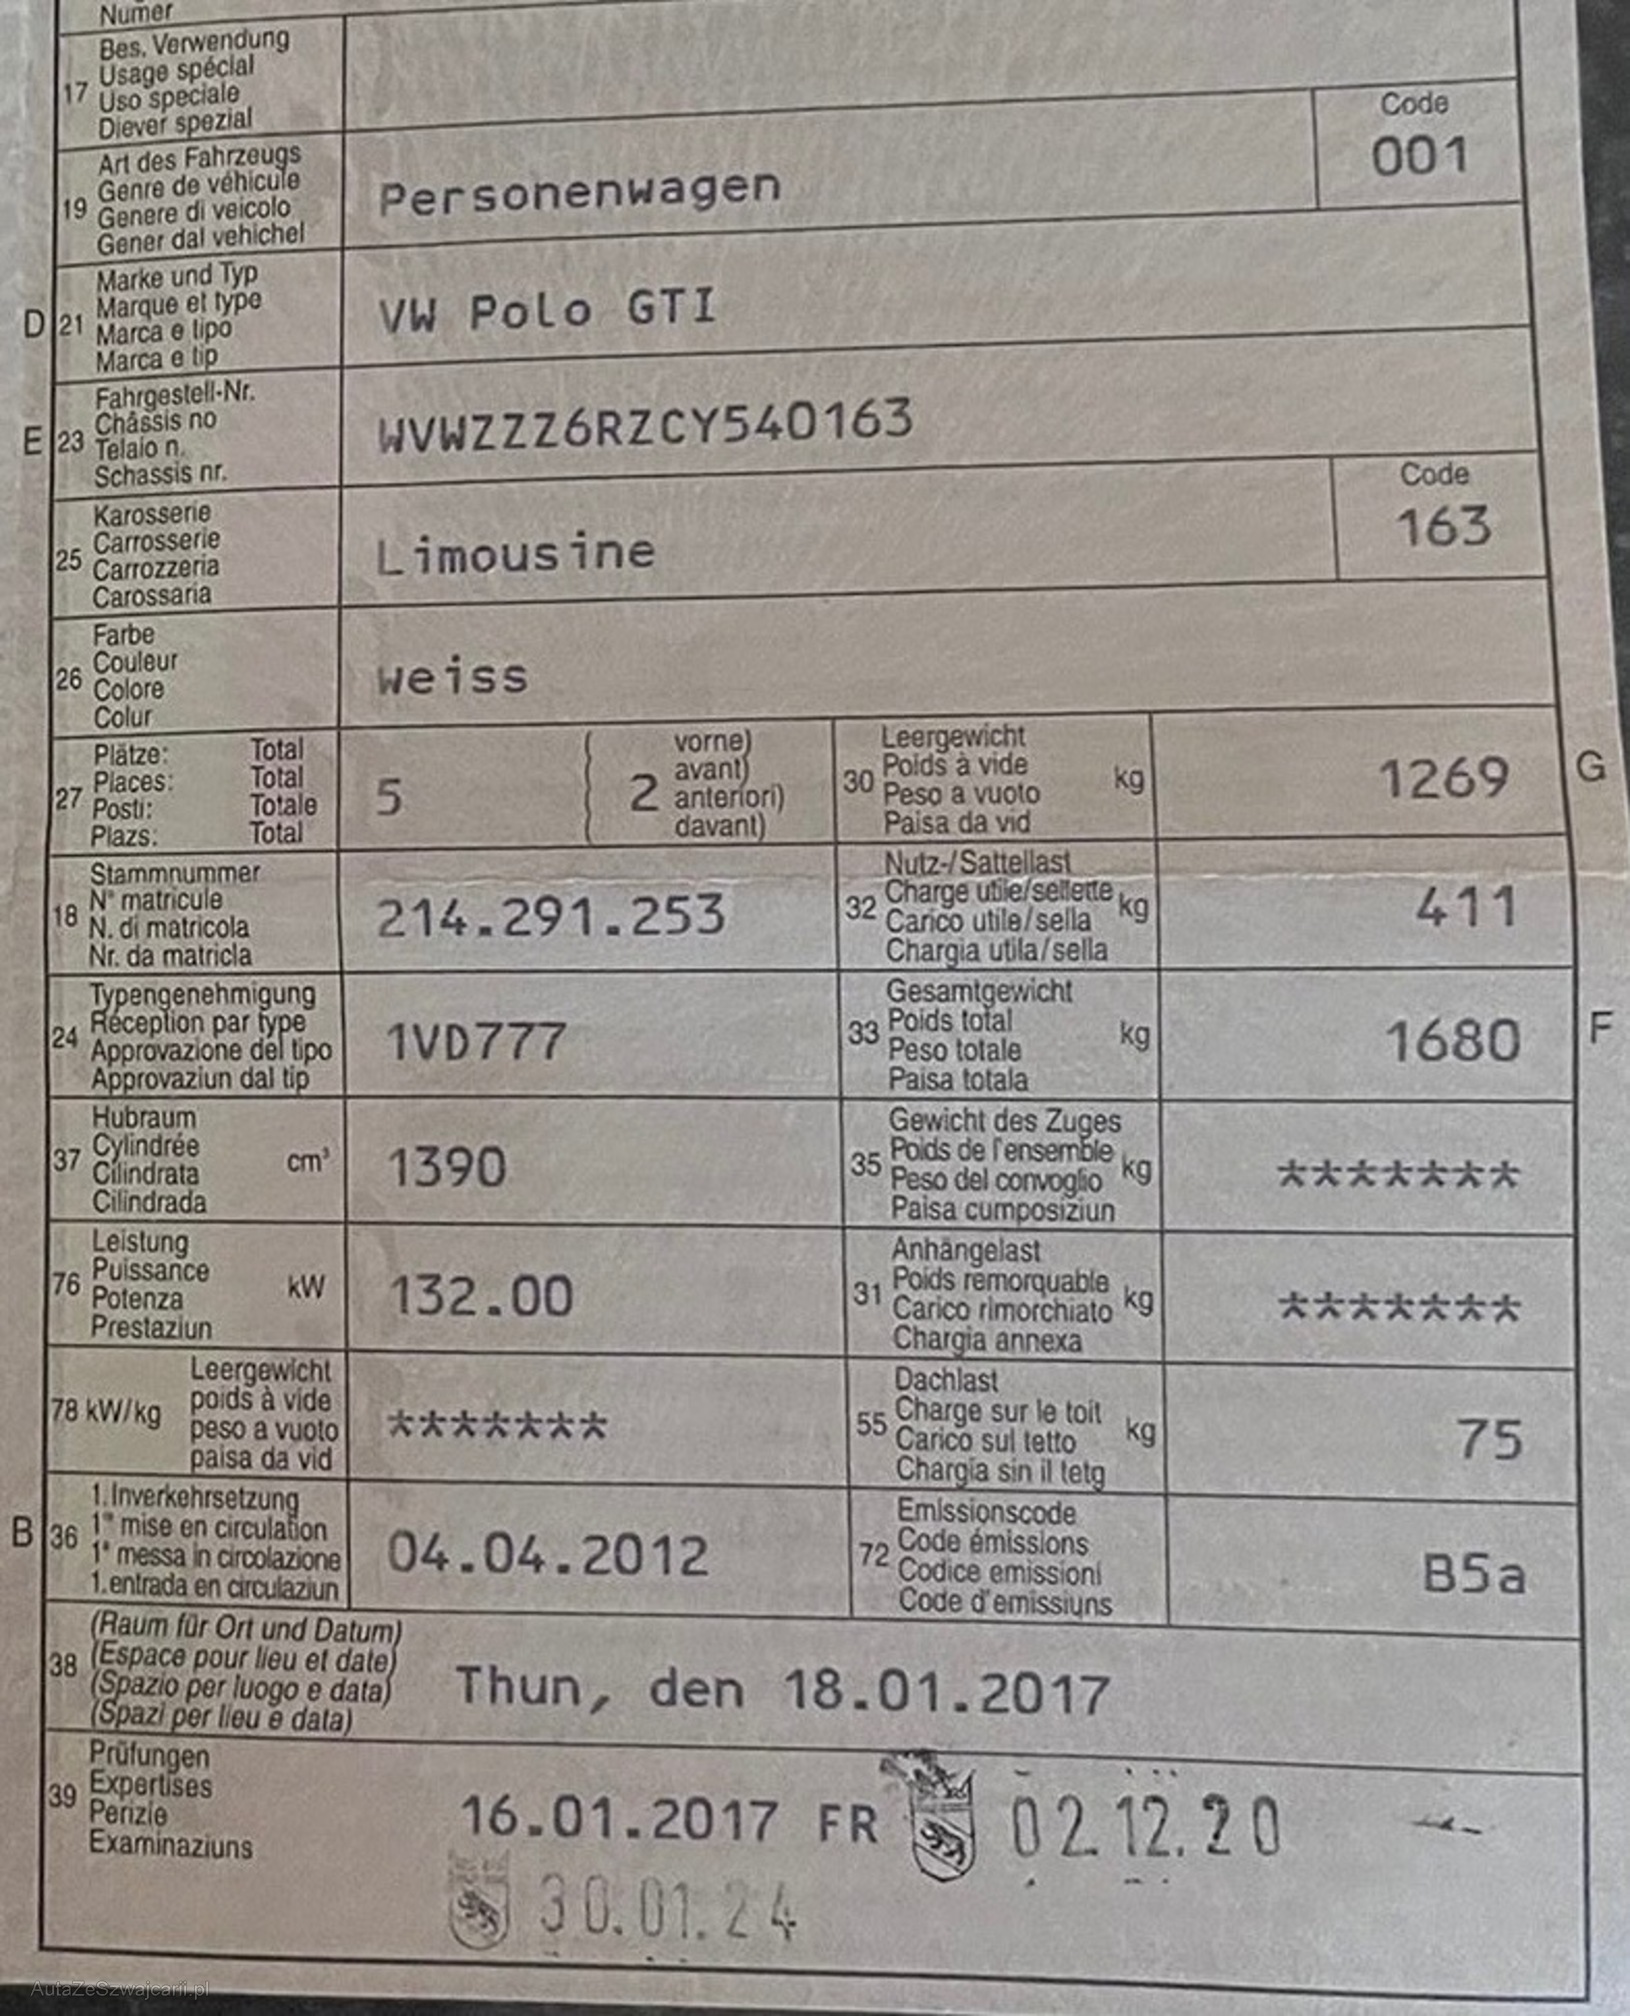 Numer
17 Bes. Verwendung
Usage spécial
Uso speciale
Diever spezial
19 Art des Fahrzeugs
Genre de véhicule
Genere di veicolo
Gener dal vehichel
Personenwagen
Code
001
D 21 Marke und Typ
Marque et type
Marca e tipo
Marca e tip
VW Polo GTI
E 23 Fahrgestell-Nr.
Châssis no
Telaio n.
Schassis nr.
WVWZZZ6RZCY540163
25 Karosserie
Carrosserie
Carrozzeria
Carossaria
Limousine
Code
163
26 Farbe
Couleur
Colore
Colur
weiss
27 Plätze: Total
Places: Total
Posti: Totale
Plazs: Total
5
( 2 vorne)
( avant)
( anteriori)
( davant)
30 Leergewicht
Poids à vide kg
Peso a vuoto
Paisa da vid
1269 G
18 Stammnummer
N° matricule
N. di matricola
Nr. da matricla
214.291.253
32 Nutz-/Sattellast
Charge utile/sellette kg
Carico utile/sella
Chargia utila/sella
411
24 Typengenehmigung
Réception par type
Approvazione del tipo
Approvaziun dal tip
1VD777
33 Gesamtgewicht
Poids total kg
Peso totale
Paisa totala
1680 F
37 Hubraum
Cylindrée cm³
Cilindrata
Cilindrada
1390
35 Gewicht des Zuges
Poids de l'ensemble kg
Peso del convoglio
Paisa cumposiziun
*******
76 Leistung
Puissance kW
Potenza
Prestaziun
132.00
31 Anhängelast
Poids remorquable kg
Carico rimorchiato
Chargia annexa
*******
78 kW/kg Leergewicht
poids à vide
peso a vuoto
paisa da vid
*******
55 Dachlast
Charge sur le toit kg
Carico sul tetto
Chargia sin il tetg
75
B 36 1. Inverkehrsetzung
1re mise en circulation
1a messa in circolazione
1. entrada en circulaziun
04.04.2012
72 Emissionscode
Code émissions
Codice emissioni
Code d'emissiuns
B5a
38 (Raum für Ort und Datum)
(Espace pour lieu et date)
(Spazio per luogo e data)
(Spazi per lieu e data)
Thun, den 18.01.2017
39 Prüfungen
Expertises
Perizie
Examinaziuns
16.01.2017 FR 02.12.20
30.01.24
AutaZeSzwajcarii.pl